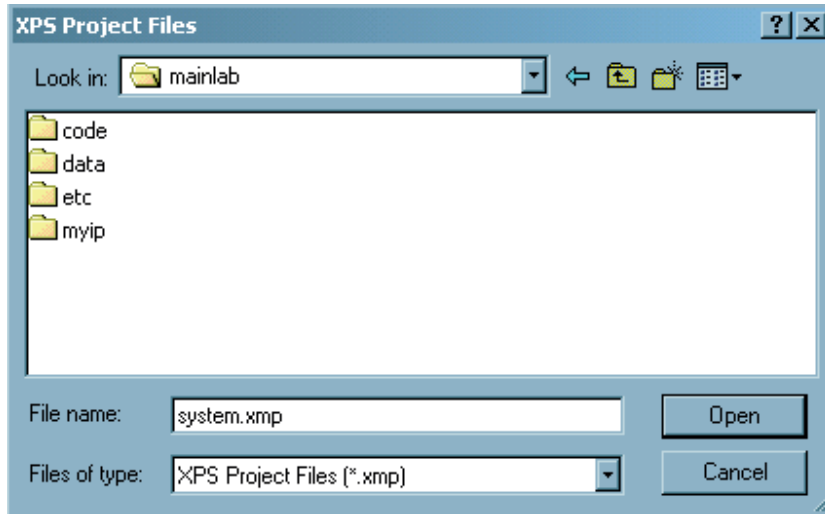 XPS Project Files
Look in: mainlab
code
data
etc
myip
File name: system.xmp Open
Files of type: XPS Project Files (*.xmp) Cancel